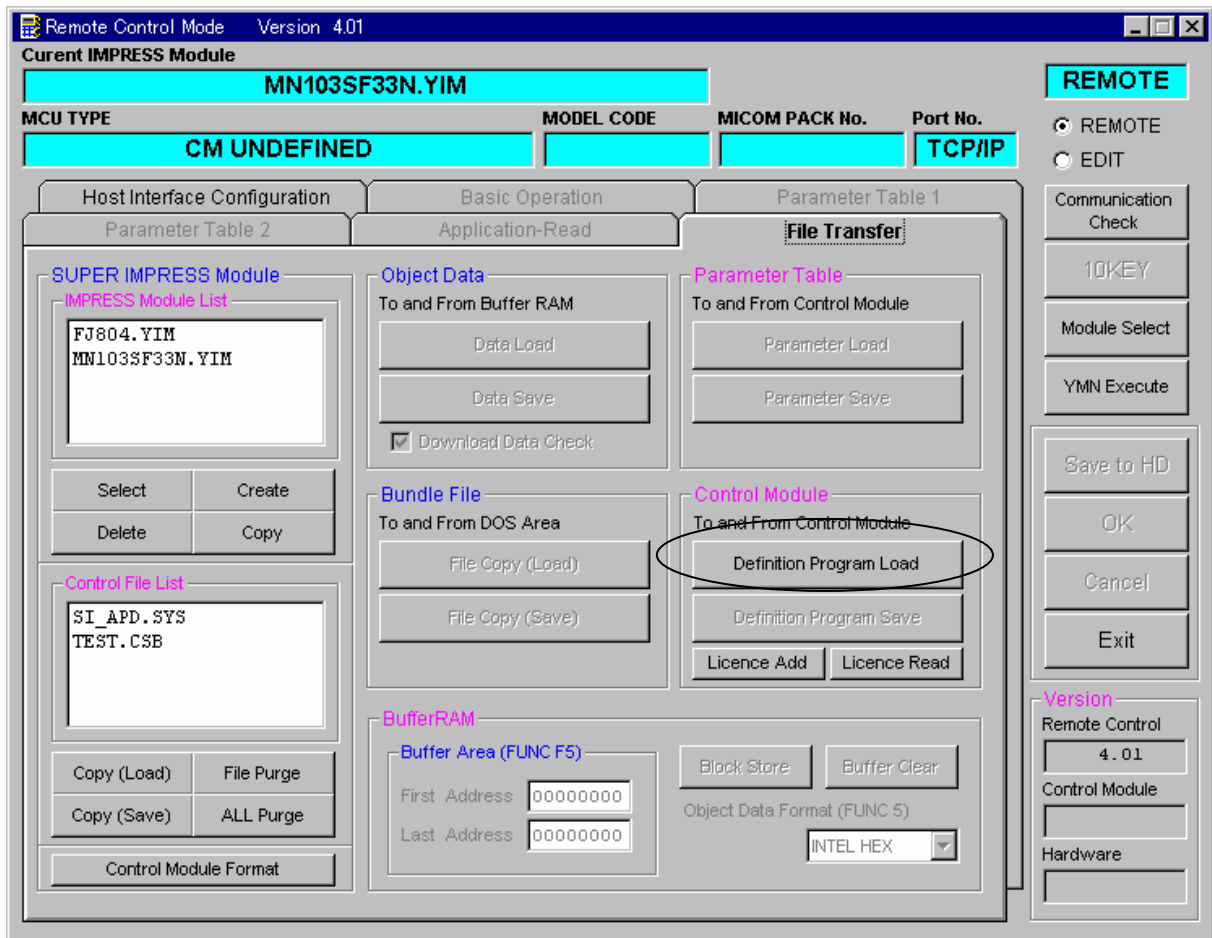 Remote Control Mode Version 4.01
Curent IMPRESS Module
MN103SF33N.YIM
REMOTE
MCU TYPE
MODEL CODE
MICOM PACK No.
Port No.
CM UNDEFINED
TCP/IP
REMOTE
EDIT
Host Interface Configuration
Basic Operation
Parameter Table 1
Parameter Table 2
Application-Read
File Transfer
SUPER IMPRESS Module
IMPRESS Module List
FJ804.YIM
MN103SF33N.YIM
Select
Create
Delete
Copy
Control File List
SI_APD.SYS
TEST.CSB
Copy (Load)
File Purge
Copy (Save)
ALL Purge
Control Module Format
Object Data
To and From Buffer RAM
Data Load
Data Save
Download Data Check
Parameter Table
To and From Control Module
Parameter Load
Parameter Save
Bundle File
To and From DOS Area
File Copy (Load)
File Copy (Save)
Control Module
To and From Control Module
Definition Program Load
Definition Program Save
Licence Add
Licence Read
BufferRAM
Buffer Area (FUNC F5)
First Address 00000000
Last Address 00000000
Block Store
Buffer Clear
Object Data Format (FUNC 5)
INTEL HEX
Communication
Check
10KEY
Module Select
YMN Execute
Save to HD
OK
Cancel
Exit
Version
Remote Control
4.01
Control Module
Hardware